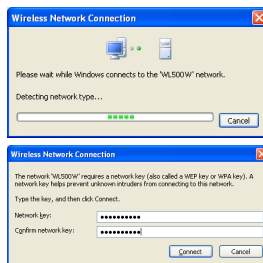 Wireless Network Connection
Please wait while Windows connects to the 'WL500W' network.
Detecting network type...
Cancel
Wireless Network Connection
The network 'WL500W' requires a network key (also called a WEP key or WPA key). A
network key helps prevent unknown intruders from connecting to this network.
Type the key, and then click Connect.
Network key:
Confirm network key:
Connect Cancel